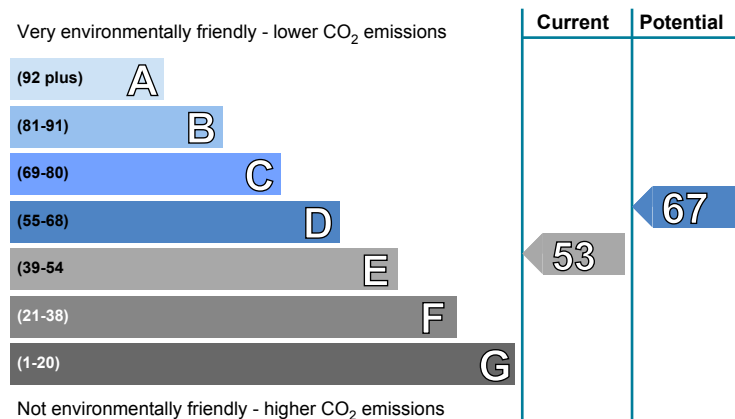 Very environmentally friendly - lower CO₂ emissions
Current
Potential
(92 plus) A
(81-91) B
(69-80) C
(55-68) D
67
(39-54 E
53
(21-38) F
(1-20) G
Not environmentally friendly - higher CO₂ emissions